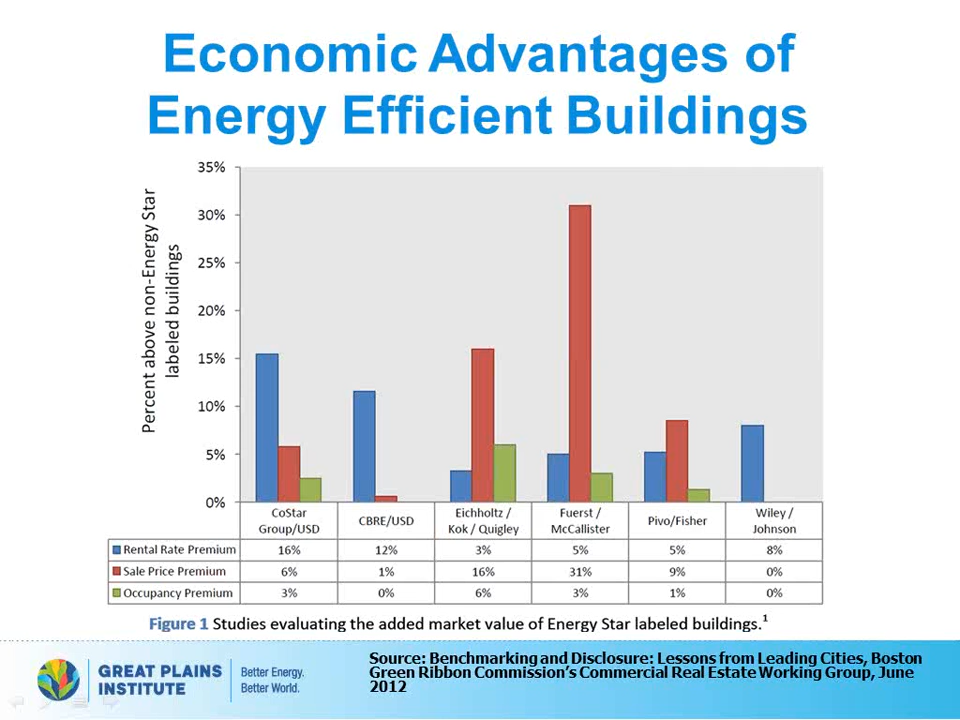 Economic Advantages of
Energy Efficient Buildings
Percent above non-Energy Star
labeled buildings
35%
30%
25%
20%
15%
10%
5%
0%
CoStar Group/USD CBRE/USD Eichholtz / Kok / Quigley Fuerst / McCallister Pivo/Fisher Wiley / Johnson
Rental Rate Premium 16% 12% 3% 5% 5% 8%
Sale Price Premium 6% 1% 16% 31% 9% 0%
Occupancy Premium 3% 0% 6% 3% 1% 0%
Figure 1 Studies evaluating the added market value of Energy Star labeled buildings.1
GREAT PLAINS
INSTITUTE
Better Energy.
Better World.
Source: Benchmarking and Disclosure: Lessons from Leading Cities, Boston
Green Ribbon Commission's Commercial Real Estate Working Group, June
2012